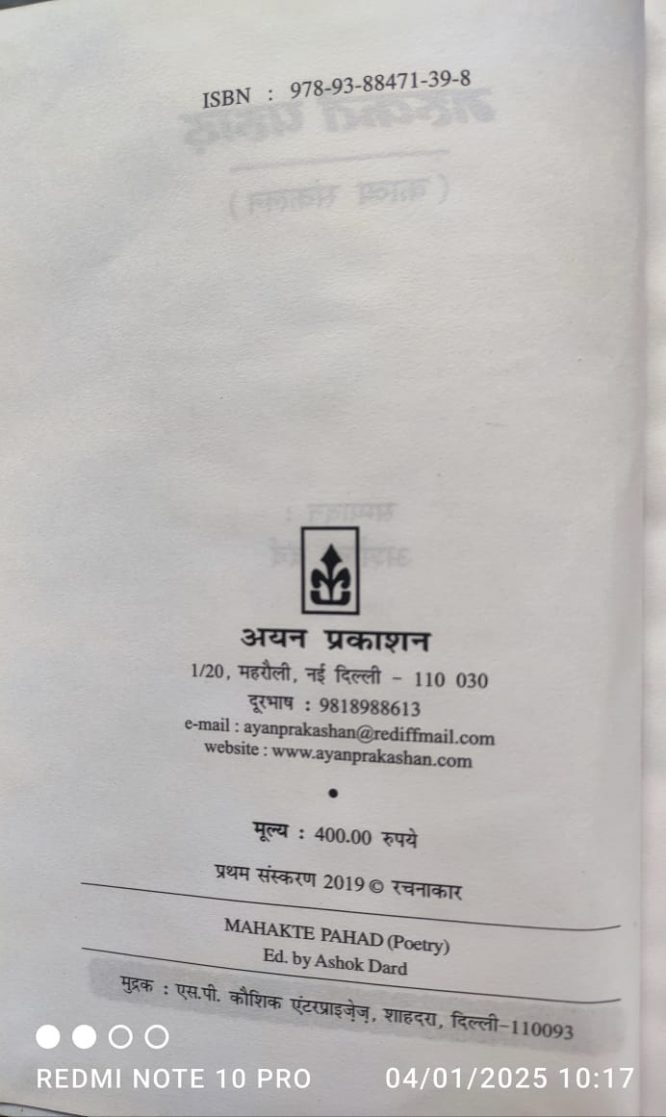 ISBN : 978-93-88471-39-8
अयन प्रकाशन
1/20, महरौली, नई दिल्ली - 110 030
दूरभाष : 9818988613
e-mail : ayanprakashan@rediffmail.com
website : www.ayanprakashan.com
मूल्य : 400.00 रुपये
प्रथम संस्करण 2019 © रचनाकार
MAHAKTE PAHAD (Poetry)
Ed. by Ashok Dard
मुद्रक : एस.पी. कौशिक एंटरप्राइज़ेज़, शाहदरा, दिल्ली-110093
REDMI NOTE 10 PRO 04/01/2025 10:17